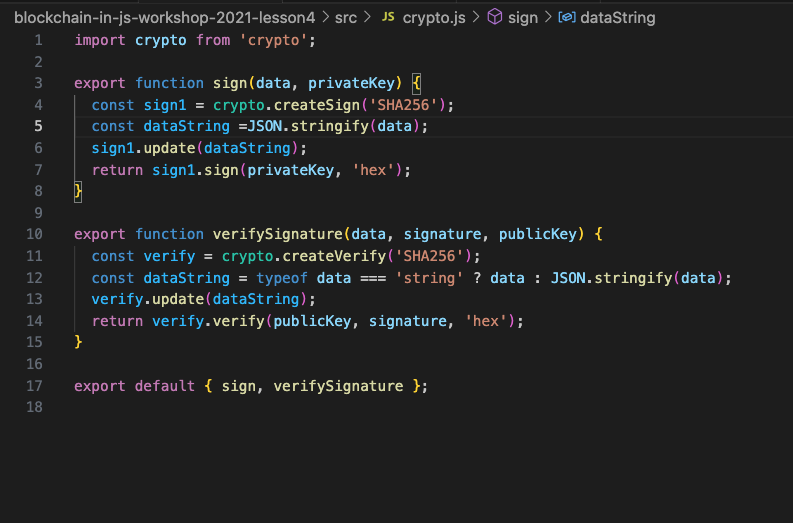 blockchain-in-js-workshop-2021-lesson4 > src > JS crypto.js > sign > dataString
1 import crypto from 'crypto';
2
3 export function sign(data, privateKey) {
4 const sign1 = crypto.createSign('SHA256');
5 const dataString =JSON.stringify(data);
6 sign1.update(dataString);
7 return sign1.sign(privateKey, 'hex');
8 }
9
10 export function verifySignature(data, signature, publicKey) {
11 const verify = crypto.createVerify('SHA256');
12 const dataString = typeof data === 'string' ? data : JSON.stringify(data);
13 verify.update(dataString);
14 return verify.verify(publicKey, signature, 'hex');
15 }
16
17 export default { sign, verifySignature };
18